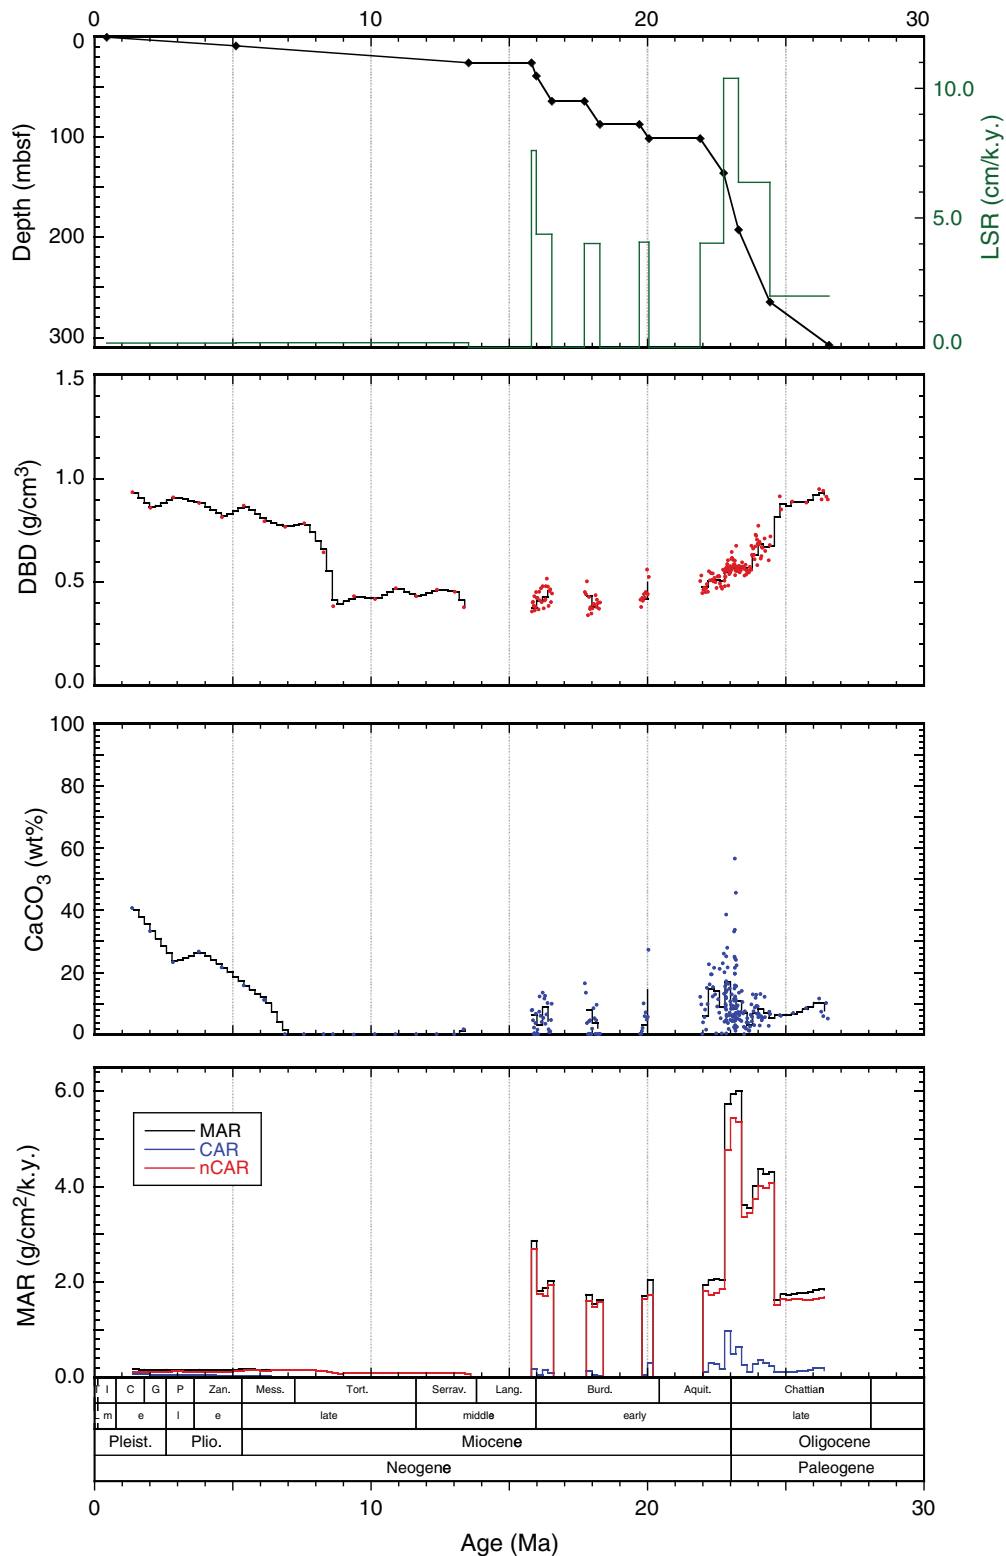 0 10 20 30
0
100
200
300
Depth (mbsf)
10.0
5.0
0.0
LSR (cm/k.y.)
1.5
1.0
0.5
0.0
DBD (g/cm³)
100
80
60
40
20
0
CaCO₃ (wt%)
6.0
4.0
2.0
0.0
MAR (g/cm²/k.y.)
MAR
CAR
nCAR
I C G P Zan. Mess. Tort. Serrav. Lang. Burd. Aquit. Chattian
m e l e late middle early late
Pleist. Plio. Miocene Oligocene
Neogene Paleogene
0 10 20 30
Age (Ma)